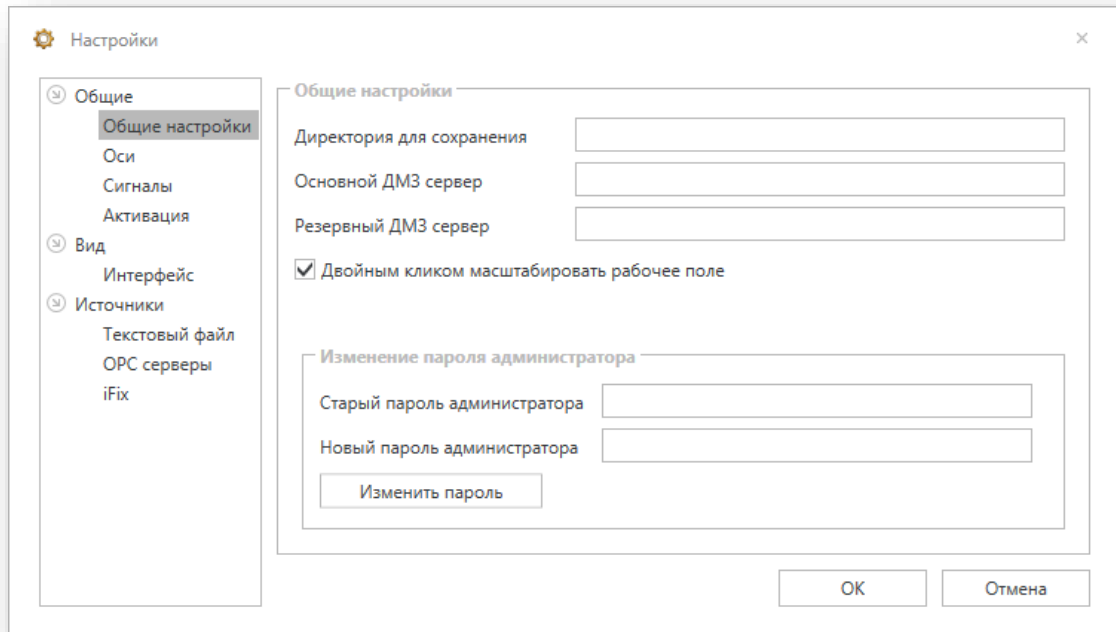 Настройки
Общие
Общие настройки
Оси
Сигналы
Активация
Вид
Интерфейс
Источники
Текстовый файл
OPC серверы
iFix
Общие настройки
Директория для сохранения
Основной ДМЗ сервер
Резервный ДМЗ сервер
Двойным кликом масштабировать рабочее поле
Изменение пароля администратора
Старый пароль администратора
Новый пароль администратора
Изменить пароль
ОК
Отмена